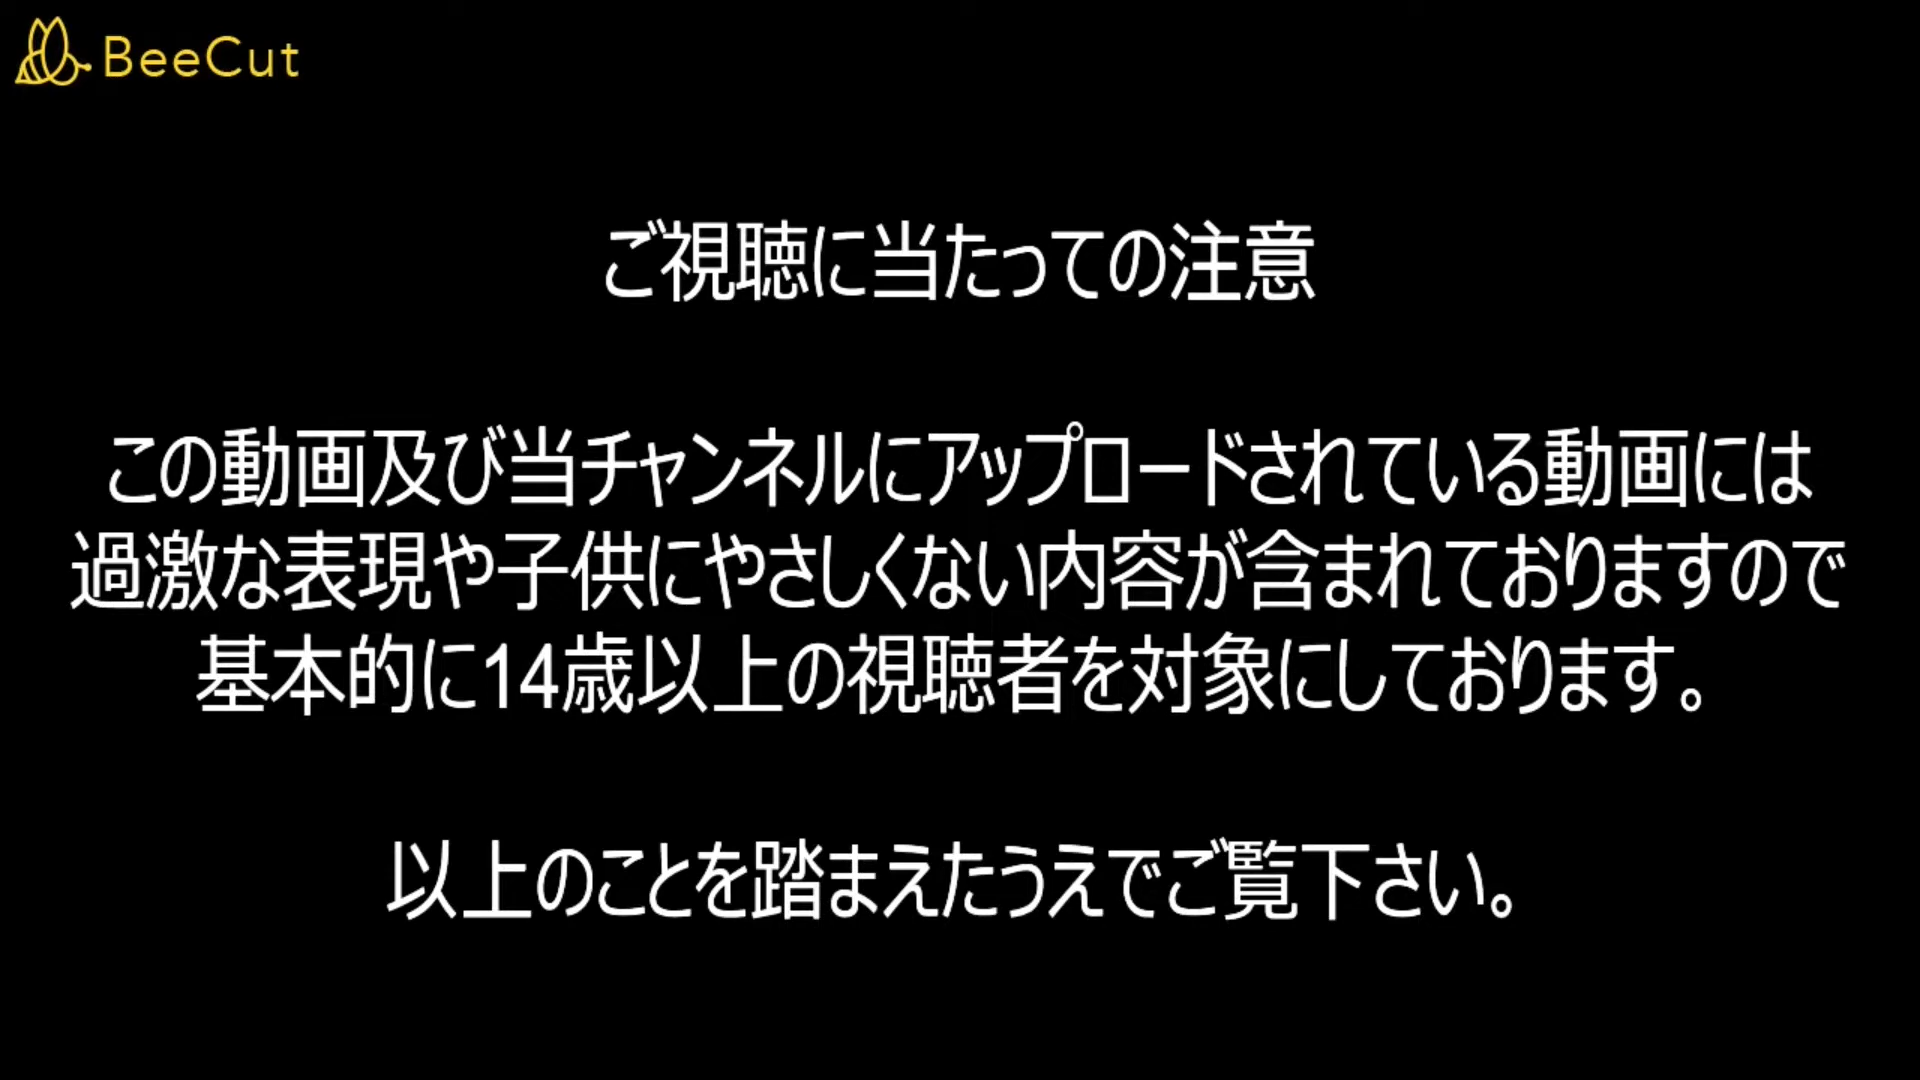 BeeCut
ご視聴に当たっての注意
この動画及び当チャンネルにアップロードされている動画には
過激な表現や子供にやさしくない内容が含まれておりますので
基本的に14歳以上の視聴者を対象にしております。
以上のことを踏まえたうえでご覧下さい。